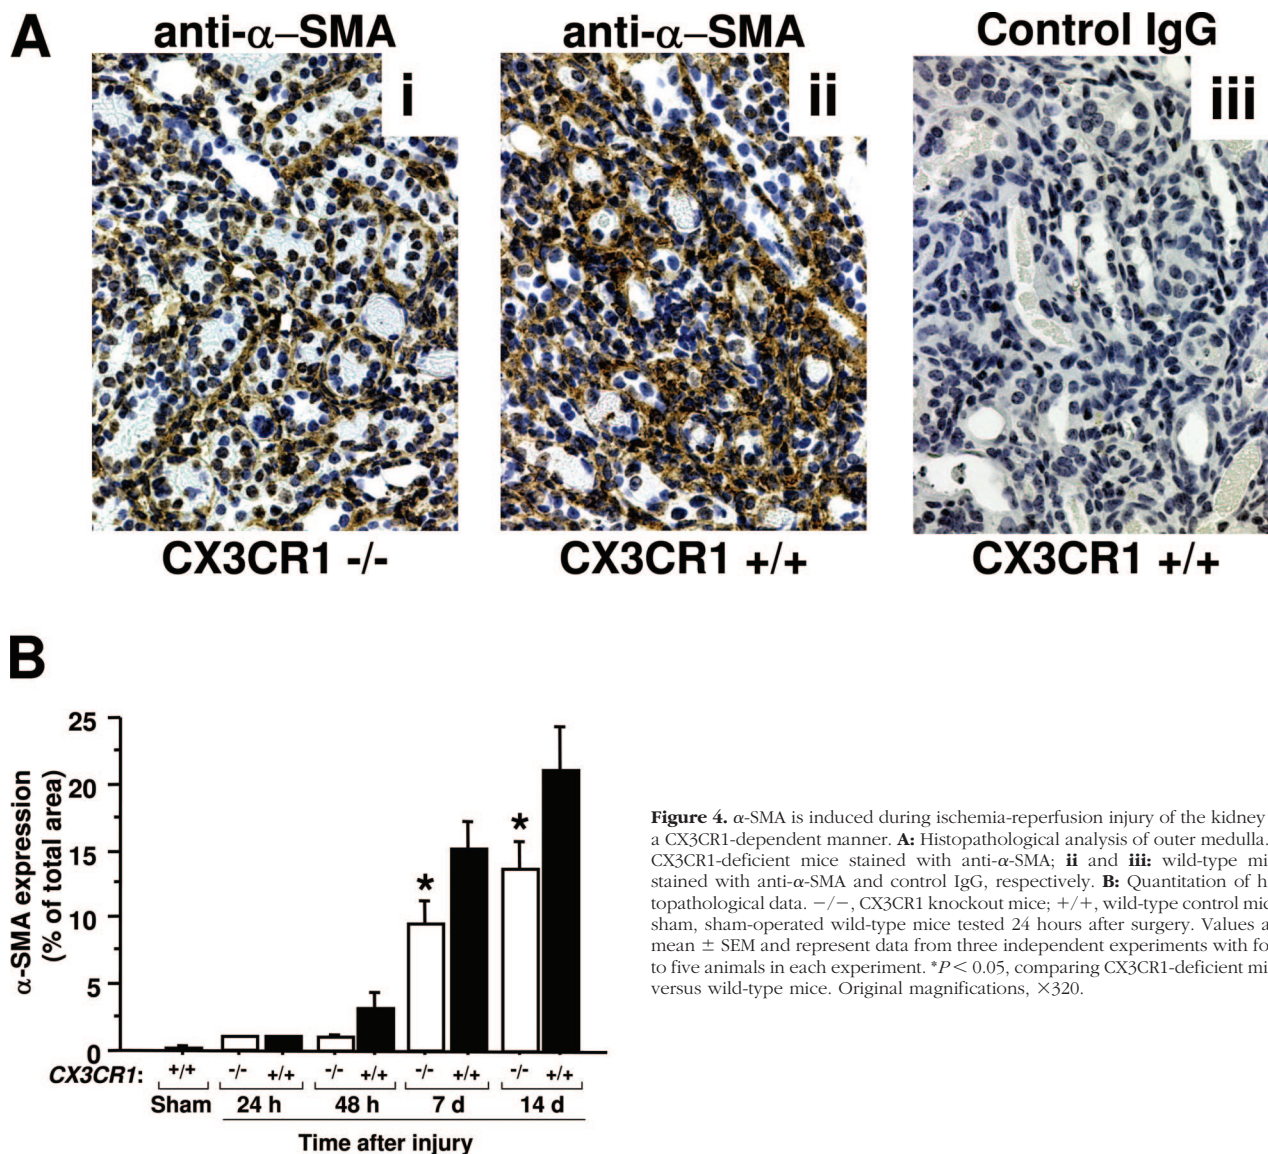 A
anti-α–SMA
anti-α–SMA
Control IgG
i
ii
iii
CX3CR1 -/-
CX3CR1 +/+
CX3CR1 +/+
B
α-SMA expression
(% of total area)
25
20
15
10
5
0
*
*
CX3CR1:
+/+ -/- +/+ -/- +/+ -/- +/+ -/- +/+
Sham 24 h 48 h 7 d 14 d
Time after injury
Figure 4. α-SMA is induced during ischemia-reperfusion injury of the kidney
a CX3CR1-dependent manner. A: Histopathological analysis of outer medulla.
CX3CR1-deficient mice stained with anti-α-SMA; ii and iii: wild-type mi
stained with anti-α-SMA and control IgG, respectively. B: Quantitation of h
topathological data. −/−, CX3CR1 knockout mice; +/+, wild-type control mic
sham, sham-operated wild-type mice tested 24 hours after surgery. Values a
mean ± SEM and represent data from three independent experiments with fo
to five animals in each experiment. *P < 0.05, comparing CX3CR1-deficient mi
versus wild-type mice. Original magnifications, ×320.